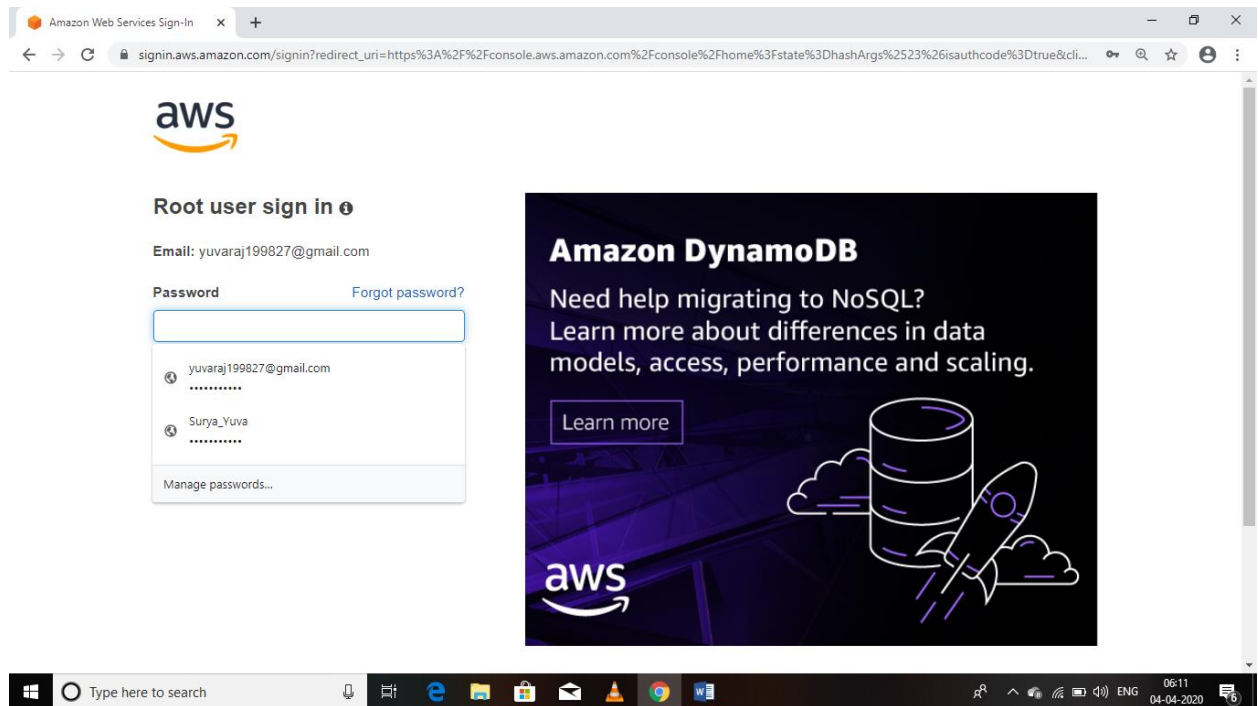 Amazon Web Services Sign-In
signin.aws.amazon.com/signin?redirect_uri=https%3A%2F%2Fconsole.aws.amazon.com%2Fconsole%2Fhome%3Fstate%3DhashArgs%2523%26isauthcode%3Dtrue&cli...
aws
Root user sign in
Email: yuvaraj199827@gmail.com
Password Forgot password?
yuvaraj199827@gmail.com
•••••••••••
Surya_Yuva
•••••••••••
Manage passwords...
Amazon DynamoDB
Need help migrating to NoSQL?
Learn more about differences in data
models, access, performance and scaling.
Learn more
aws
Type here to search
ENG
06:11
04-04-2020
6